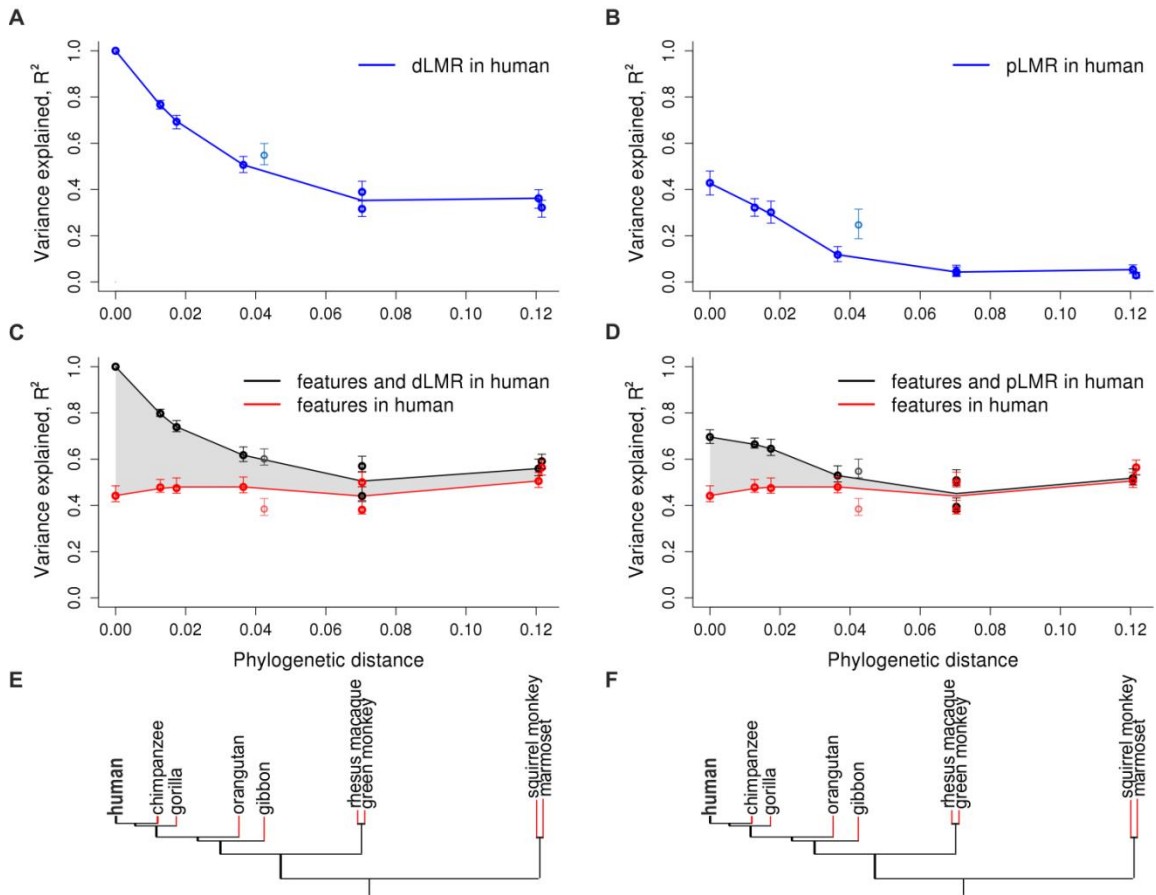 A
B
Variance explained, R²
1.0
0.8
0.6
0.4
0.2
0.0
dLMR in human
0.00 0.02 0.04 0.06 0.08 0.10 0.12
Variance explained, R²
1.0
0.8
0.6
0.4
0.2
0.0
pLMR in human
0.00 0.02 0.04 0.06 0.08 0.10 0.12
C
D
Variance explained, R²
1.0
0.8
0.6
0.4
0.2
0.0
features and dLMR in human
features in human
0.00 0.02 0.04 0.06 0.08 0.10 0.12
Phylogenetic distance
Variance explained, R²
1.0
0.8
0.6
0.4
0.2
0.0
features and pLMR in human
features in human
0.00 0.02 0.04 0.06 0.08 0.10 0.12
Phylogenetic distance
E
human
chimpanzee
gorilla
orangutan
gibbon
rhesus macaque
green monkey
squirrel monkey
marmoset
F
human
chimpanzee
gorilla
orangutan
gibbon
rhesus macaque
green monkey
squirrel monkey
marmoset